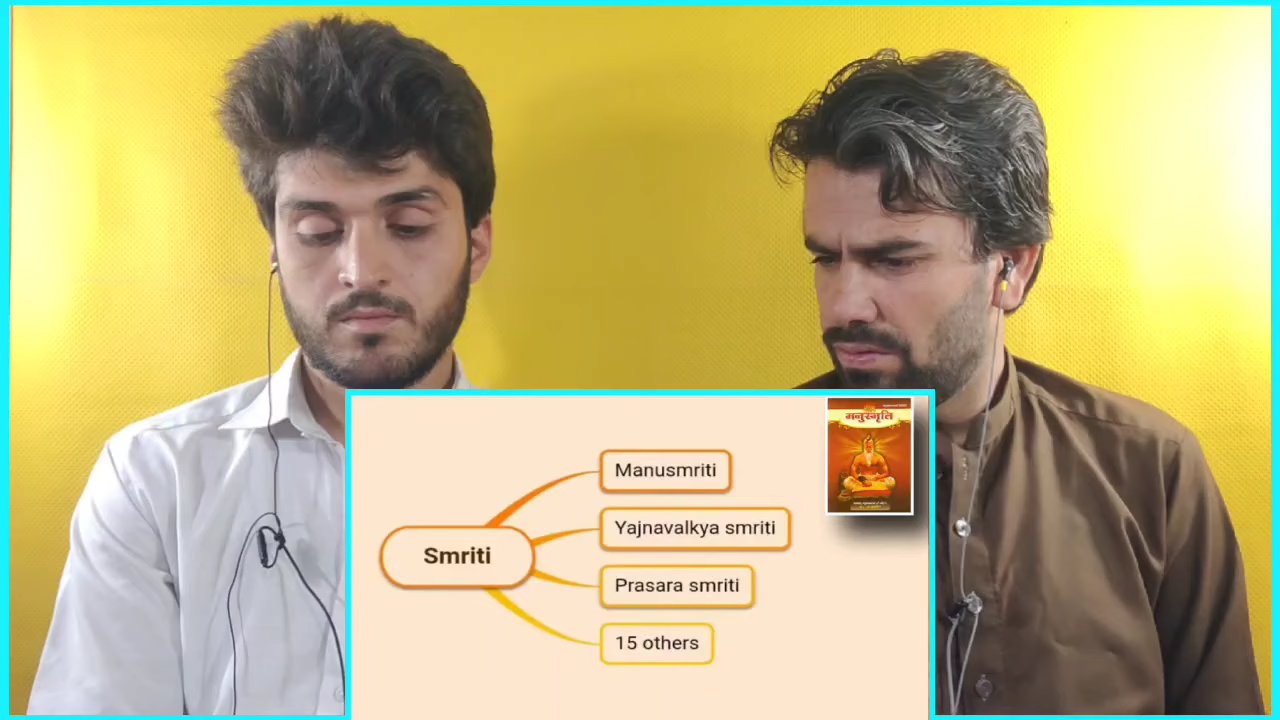 मनुस्मृति
Manusmriti
Yajnavalkya smriti
Smriti
Prasara smriti
15 others